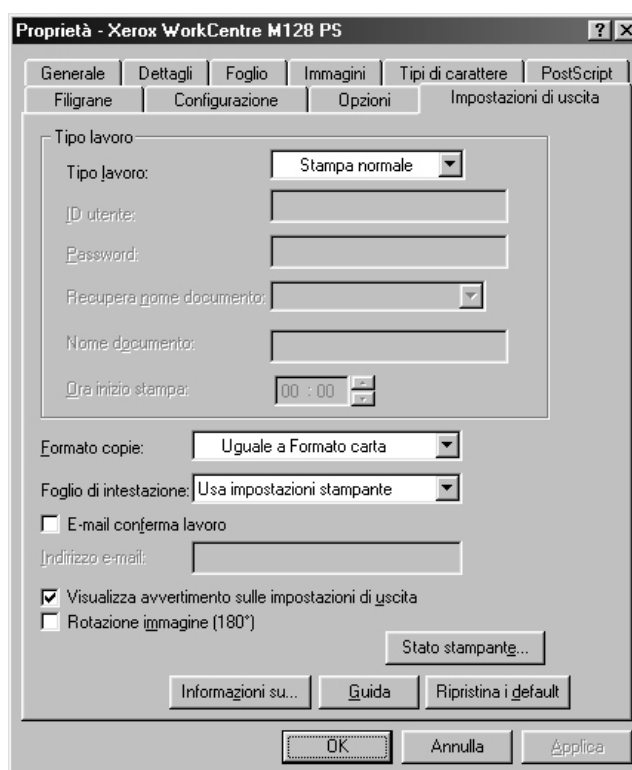 Proprietà - Xerox WorkCentre M128 PS
Generale Dettagli Foglio Immagini Tipi di carattere PostScript
Filigrane Configurazione Opzioni Impostazioni di uscita
Tipo lavoro
Tipo lavoro: Stampa normale
ID utente:
Password:
Recupera nome documento:
Nome documento:
Ora inizio stampa: 00 : 00
Formato copie: Uguale a Formato carta
Foglio di intestazione: Usa impostazioni stampante
E-mail conferma lavoro
Indirizzo e-mail:
Visualizza avvertimento sulle impostazioni di uscita
Rotazione immagine (180°)
Stato stampante...
Informazioni su... Guida Ripristina i default
OK Annulla Applica